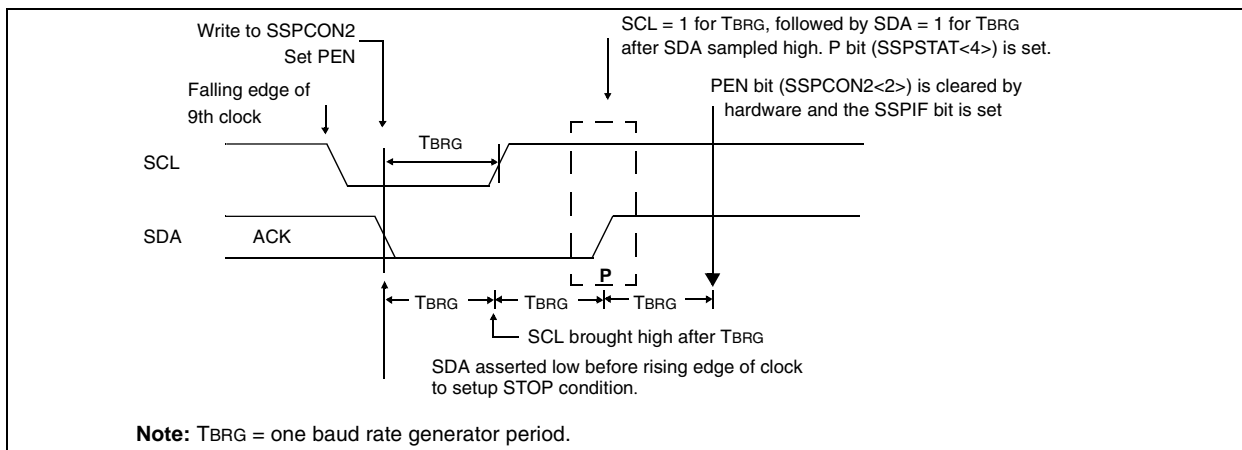 Write to SSPCON2
Set PEN
SCL = 1 for TBRG, followed by SDA = 1 for TBRG
after SDA sampled high. P bit (SSPSTAT<4>) is set.
PEN bit (SSPCON2<2>) is cleared by
hardware and the SSPIF bit is set
Falling edge of
9th clock
TBRG
SCL
SDA
ACK
P
TBRG
TBRG
TBRG
SCL brought high after TBRG
SDA asserted low before rising edge of clock
to setup STOP condition.
Note: TBRG = one baud rate generator period.